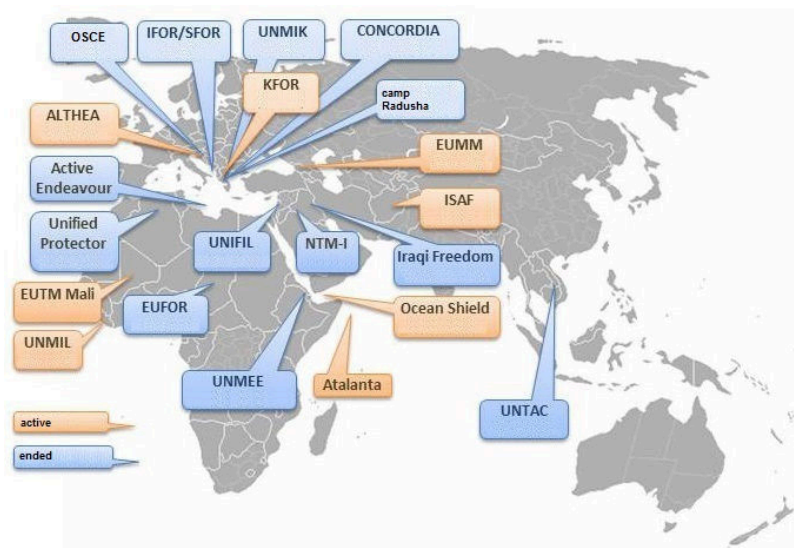 OSCE
IFOR/SFOR
UNMIK
CONCORDIA
KFOR
camp
Radusha
ALTHEA
EUMM
Active
Endeavour
ISAF
Unified
Protector
UNIFIL
NTM-I
Iraqi Freedom
EUTM Mali
EUFOR
Ocean Shield
UNMIL
UNMEE
Atalanta
UNTAC
active
ended